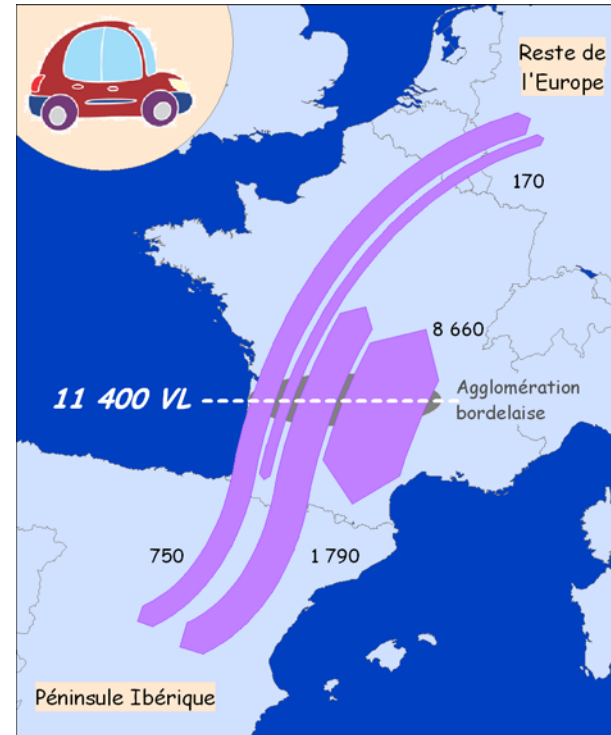 Reste de
l'Europe
170
8 660
11 400 VL
Agglomération
bordelaise
750
1 790
Péninsule Ibérique